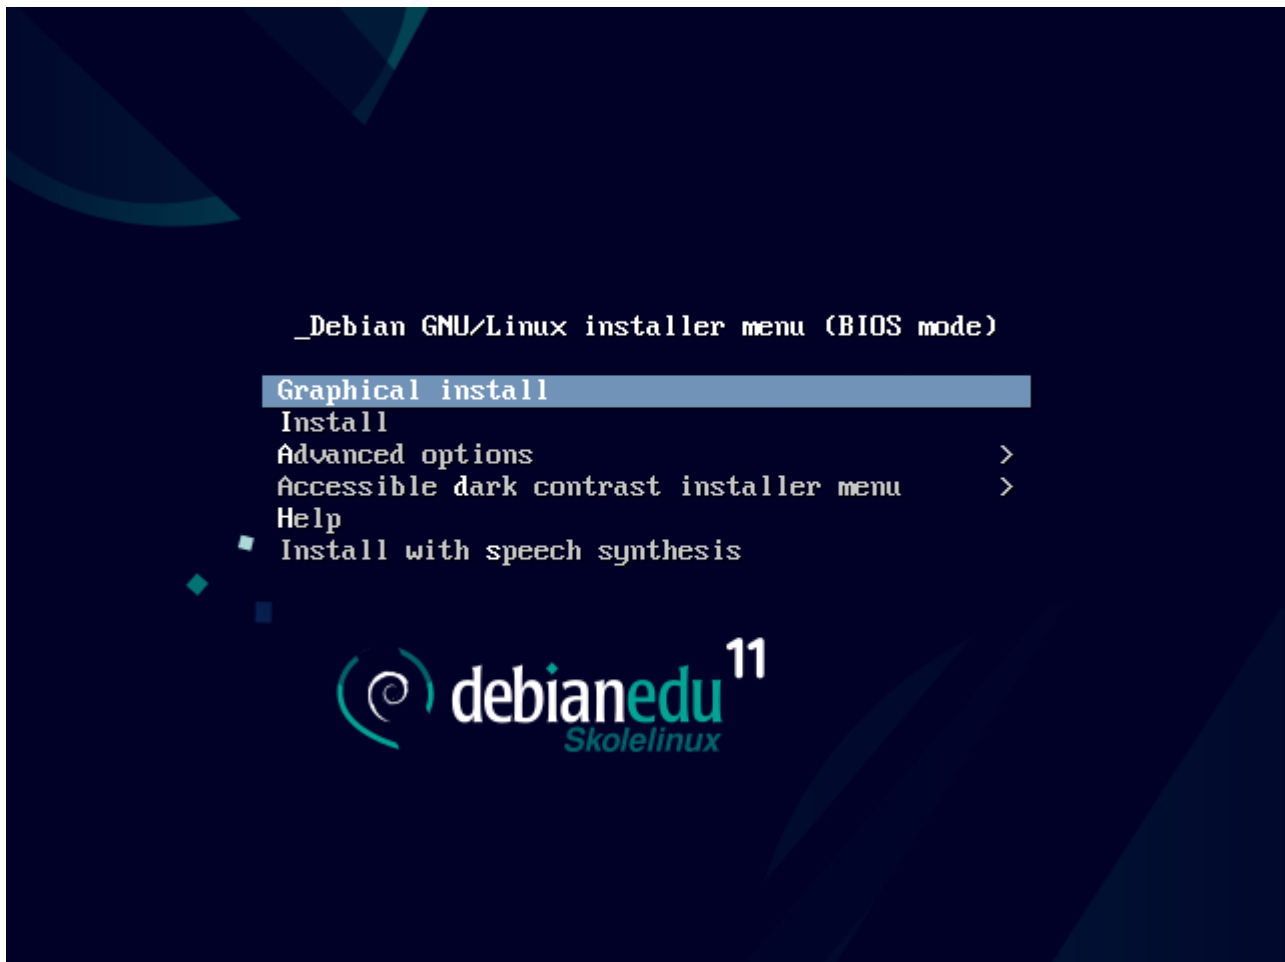 _Debian GNU/Linux installer menu (BIOS mode)
Graphical install
Install
Advanced options >
Accessible dark contrast installer menu >
Help
Install with speech synthesis
debianedu 11
Skolelinux